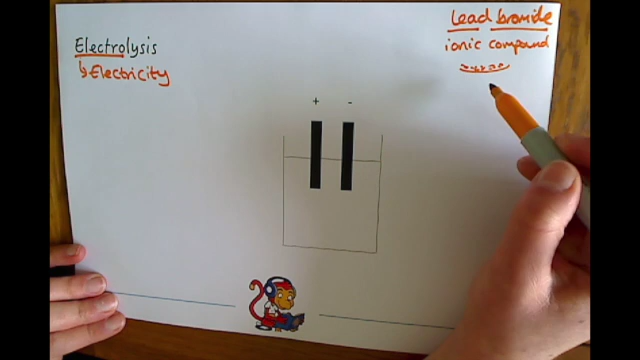 Electrolysis
↳Electricity
Lead bromide
ionic compound
+ -